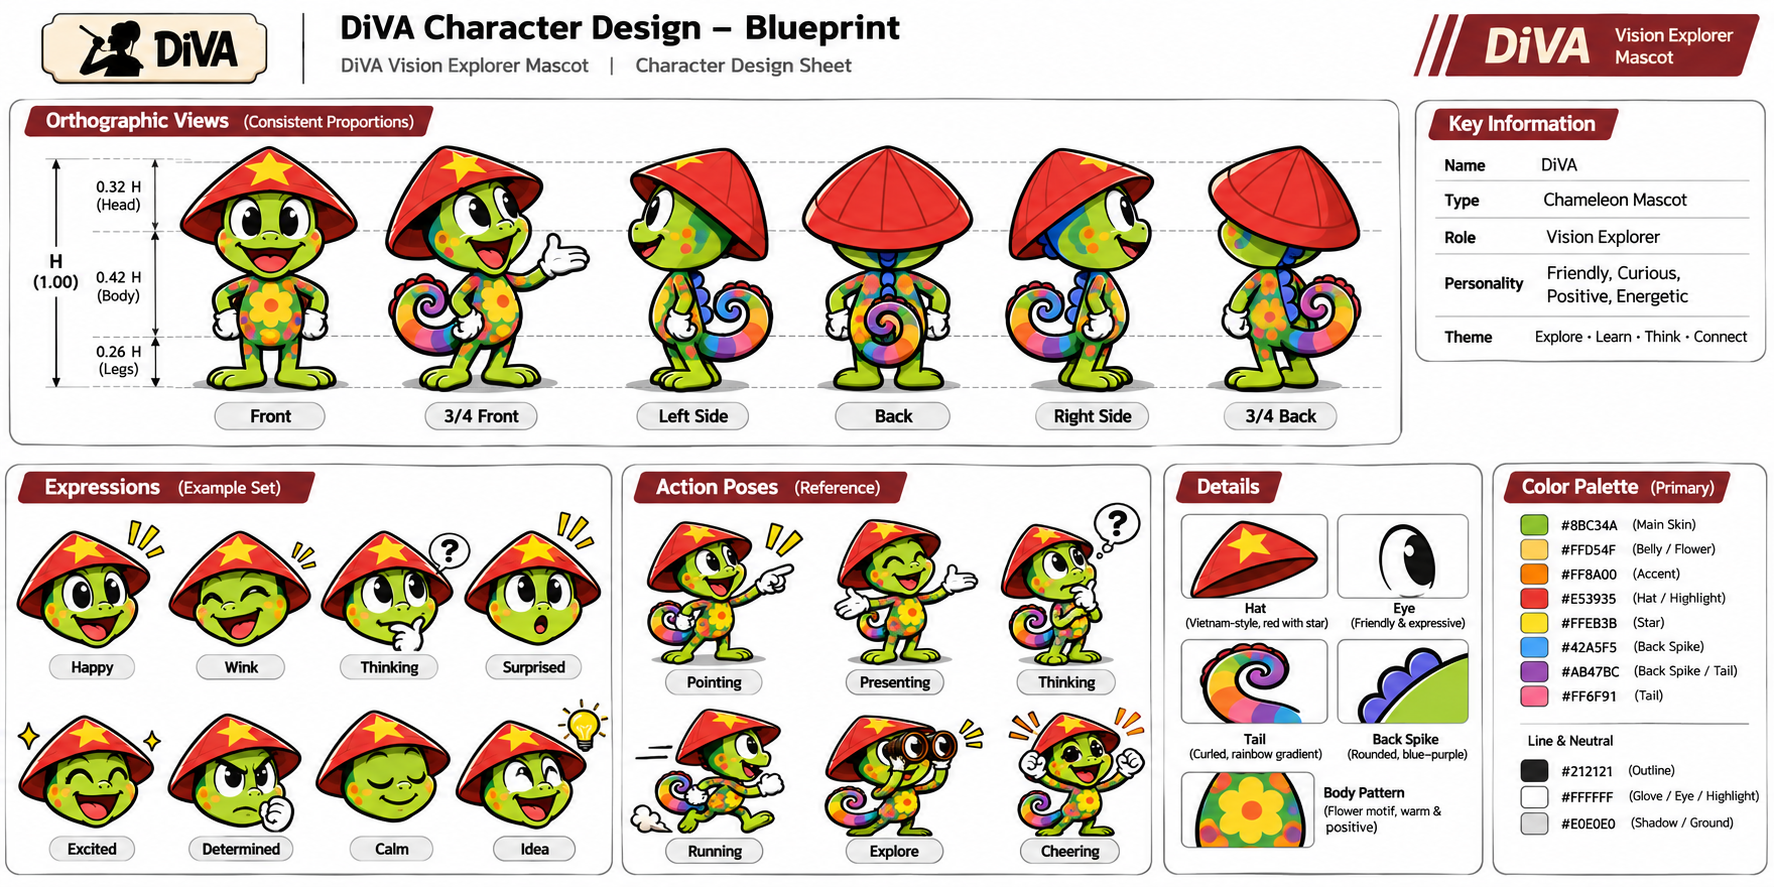 DiVA
DiVA Character Design – Blueprint
DiVA Vision Explorer Mascot | Character Design Sheet
DiVA
Vision Explorer
Mascot
Orthographic Views (Consistent Proportions)
H
(1.00)
0.32 H
(Head)
0.42 H
(Body)
0.26 H
(Legs)
Front
3/4 Front
Left Side
Back
Right Side
3/4 Back
Key Information
Name DiVA
Type Chameleon Mascot
Role Vision Explorer
Personality Friendly, Curious,
Positive, Energetic
Theme Explore · Learn · Think · Connect
Expressions (Example Set)
?
Happy
Wink
Thinking
Surprised
Excited
Determined
Calm
Idea
Action Poses (Reference)
?
Pointing
Presenting
Thinking
Running
Explore
Cheering
Details
Hat
(Vietnam-style, red with star)
Eye
(Friendly & expressive)
Tail
(Curled, rainbow gradient)
Back Spike
(Rounded, blue–purple)
Body Pattern
(Flower motif, warm &
positive)
Color Palette (Primary)
#8BC34A (Main Skin)
#FFD54F (Belly / Flower)
#FF8A00 (Accent)
#E53935 (Hat / Highlight)
#FFEB3B (Star)
#42A5F5 (Back Spike)
#AB47BC (Back Spike / Tail)
#FF6F91 (Tail)
Line & Neutral
#212121 (Outline)
#FFFFFF (Glove / Eye / Highlight)
#E0E0E0 (Shadow / Ground)